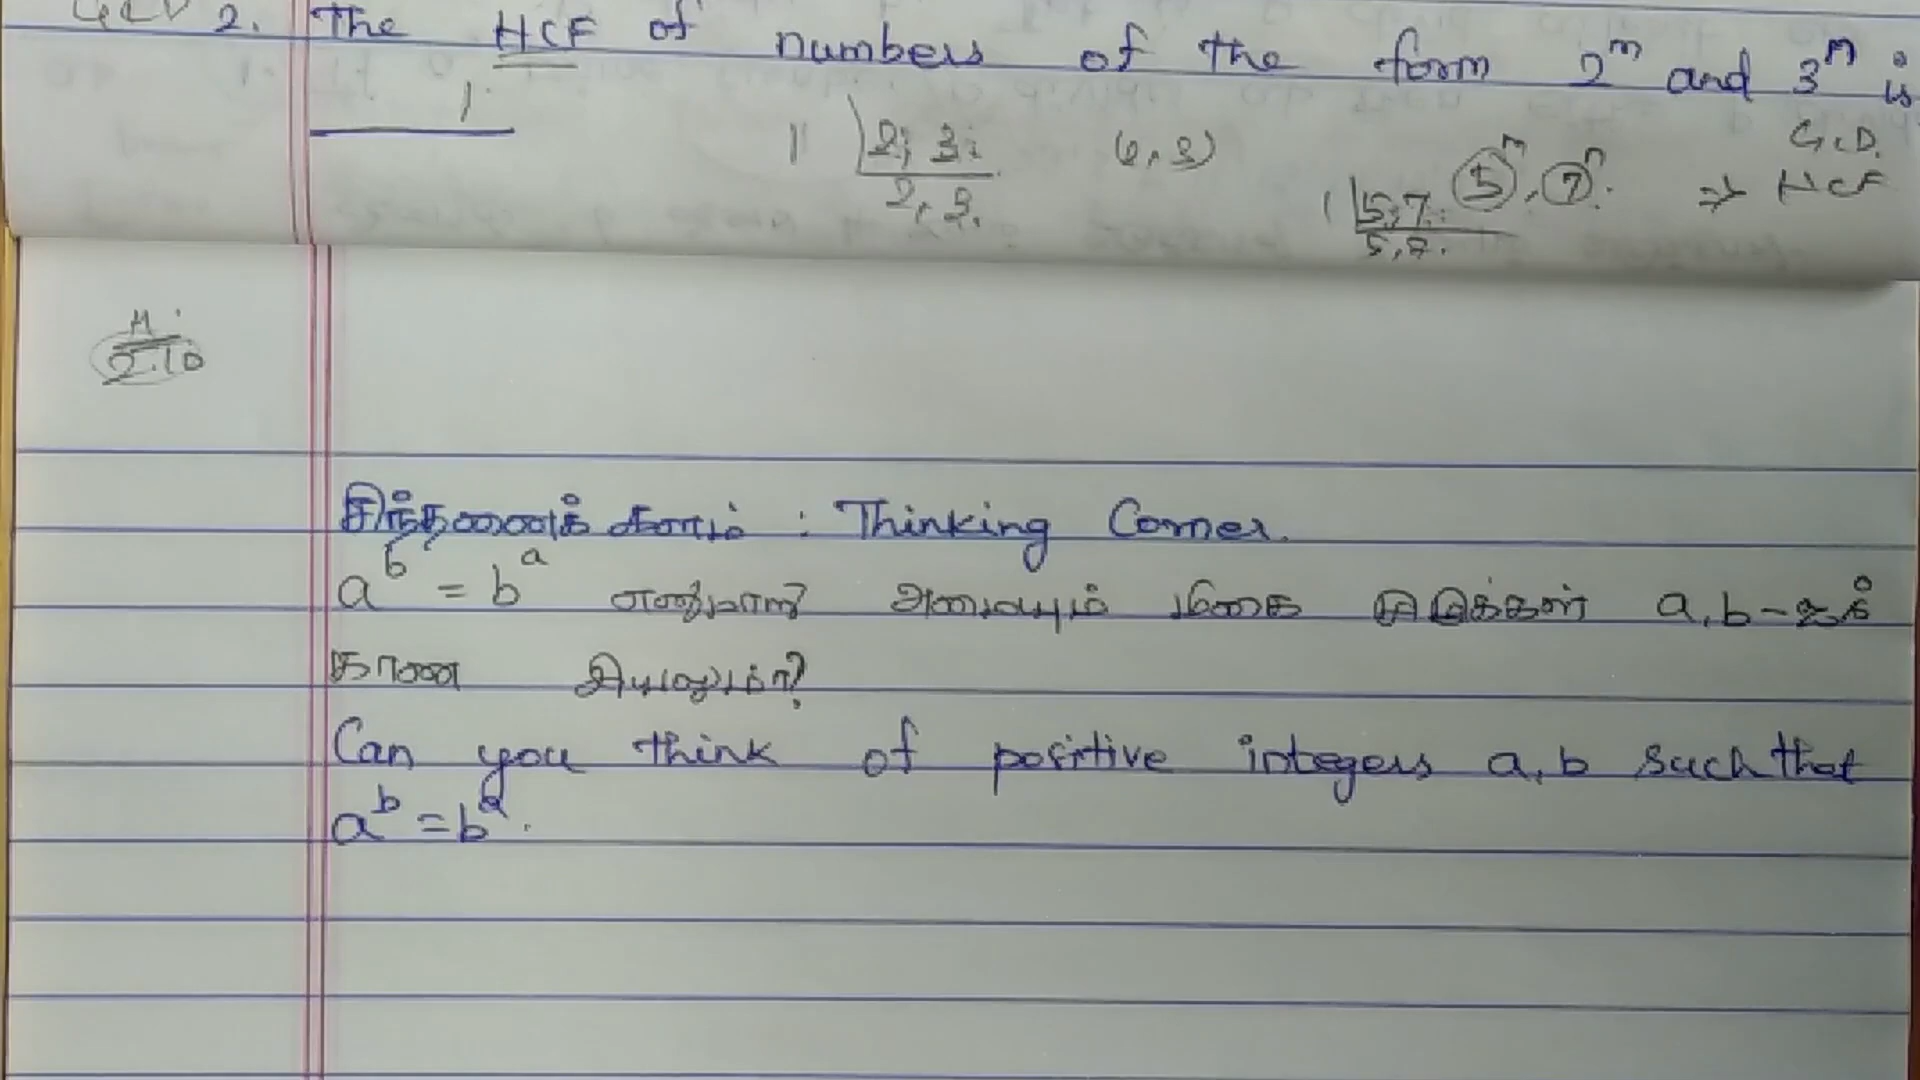 GCD 2. The HCF of numbers of the form 2^m and 3^n is
1
1 | 2, 3. (2, 3) G.C.D.
2, 3. 1 | 5, 7. 5^m, 7^n. => HCF
5, 7.
2.10
சிந்தனைக் களம் : Thinking Corner.
a^b = b^a என்றவாறு அமையும் மிகை முழுக்கள் a, b-ஐக்
காண இயலுமா?
Can you think of positive integers a, b such that
a^b = b^a.